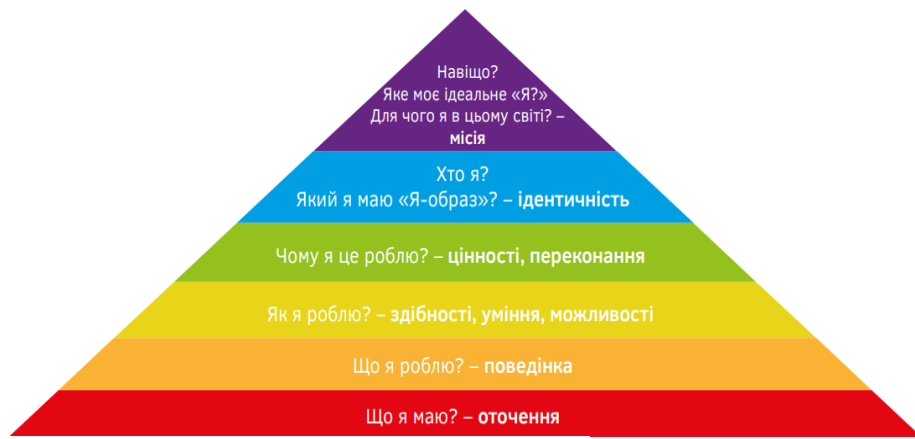 Навіщо?
Яке моє ідеальне «Я?»
Для чого я в цьому світі? –
місія
Хто я?
Який я маю «Я-образ»? – ідентичність
Чому я це роблю? – цінності, переконання
Як я роблю? – здібності, уміння, можливості
Що я роблю? – поведінка
Що я маю? – оточення